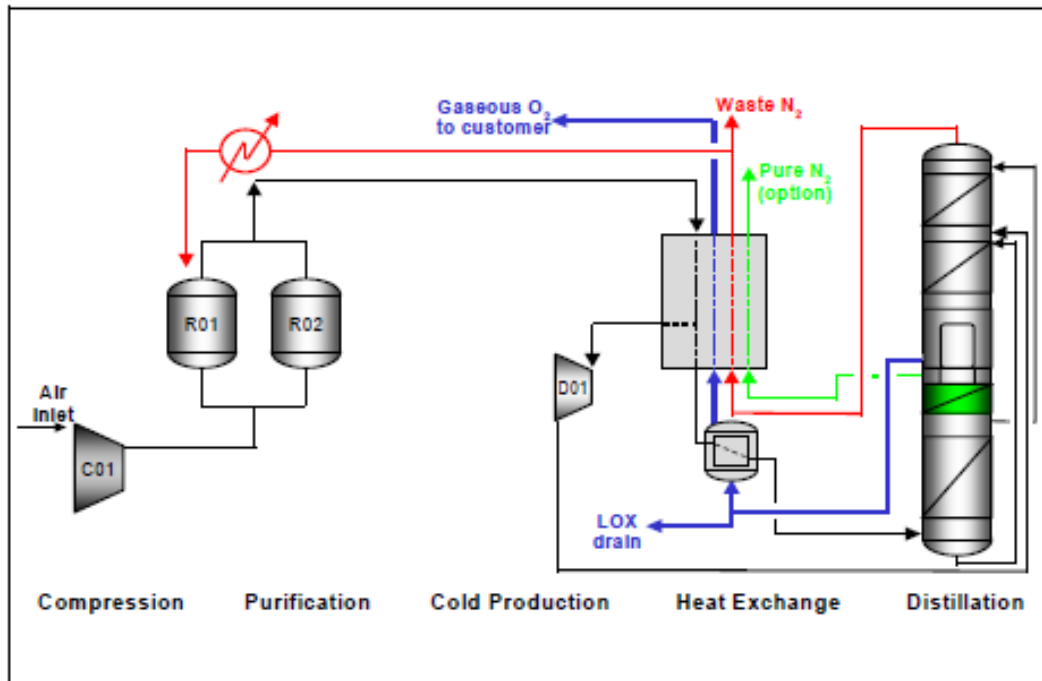 Gaseous O₂
to customer
Waste N₂
Pure N₂
(option)
R01
R02
Air
Inlet
C01
D01
LOX
drain
Compression
Purification
Cold Production
Heat Exchange
Distillation